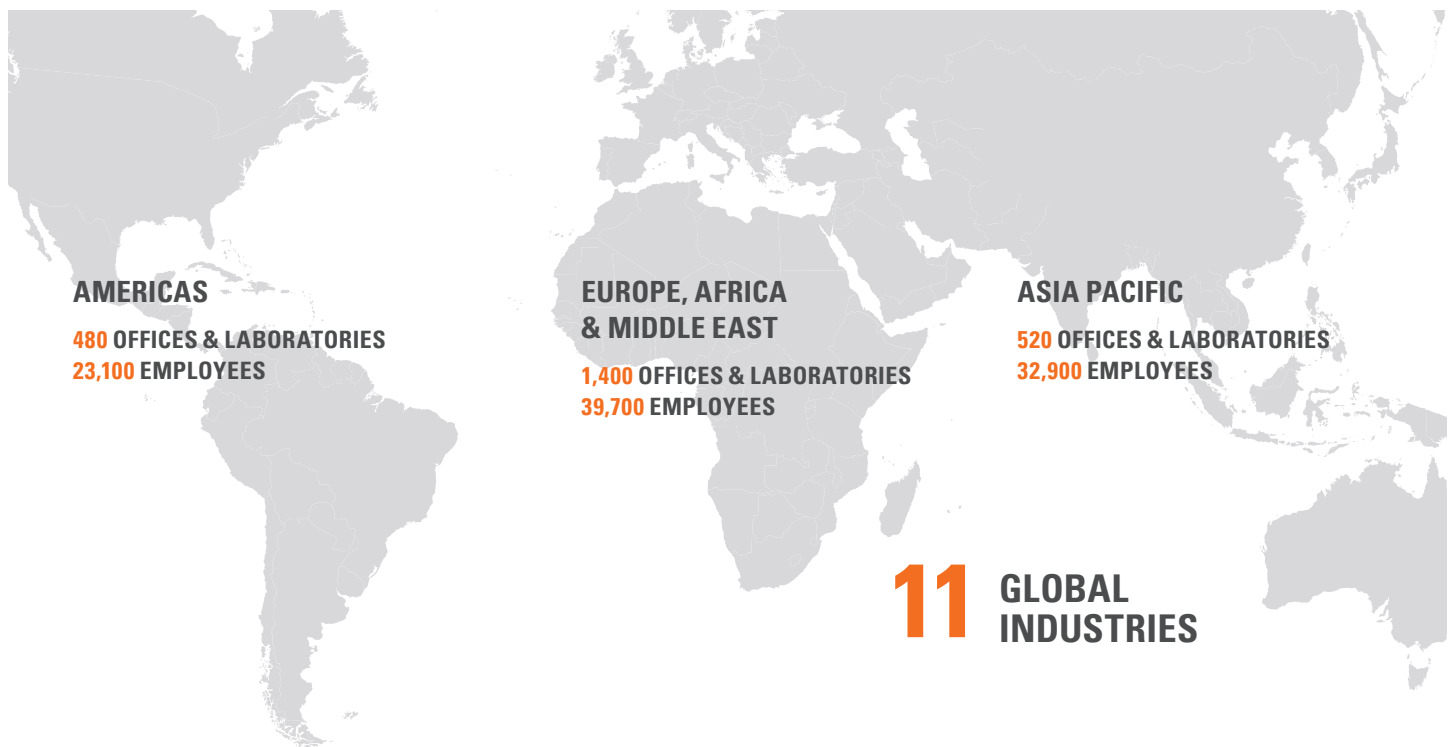 AMERICAS
480 OFFICES & LABORATORIES
23,100 EMPLOYEES
EUROPE, AFRICA
& MIDDLE EAST
1,400 OFFICES & LABORATORIES
39,700 EMPLOYEES
ASIA PACIFIC
520 OFFICES & LABORATORIES
32,900 EMPLOYEES
11 GLOBAL
INDUSTRIES